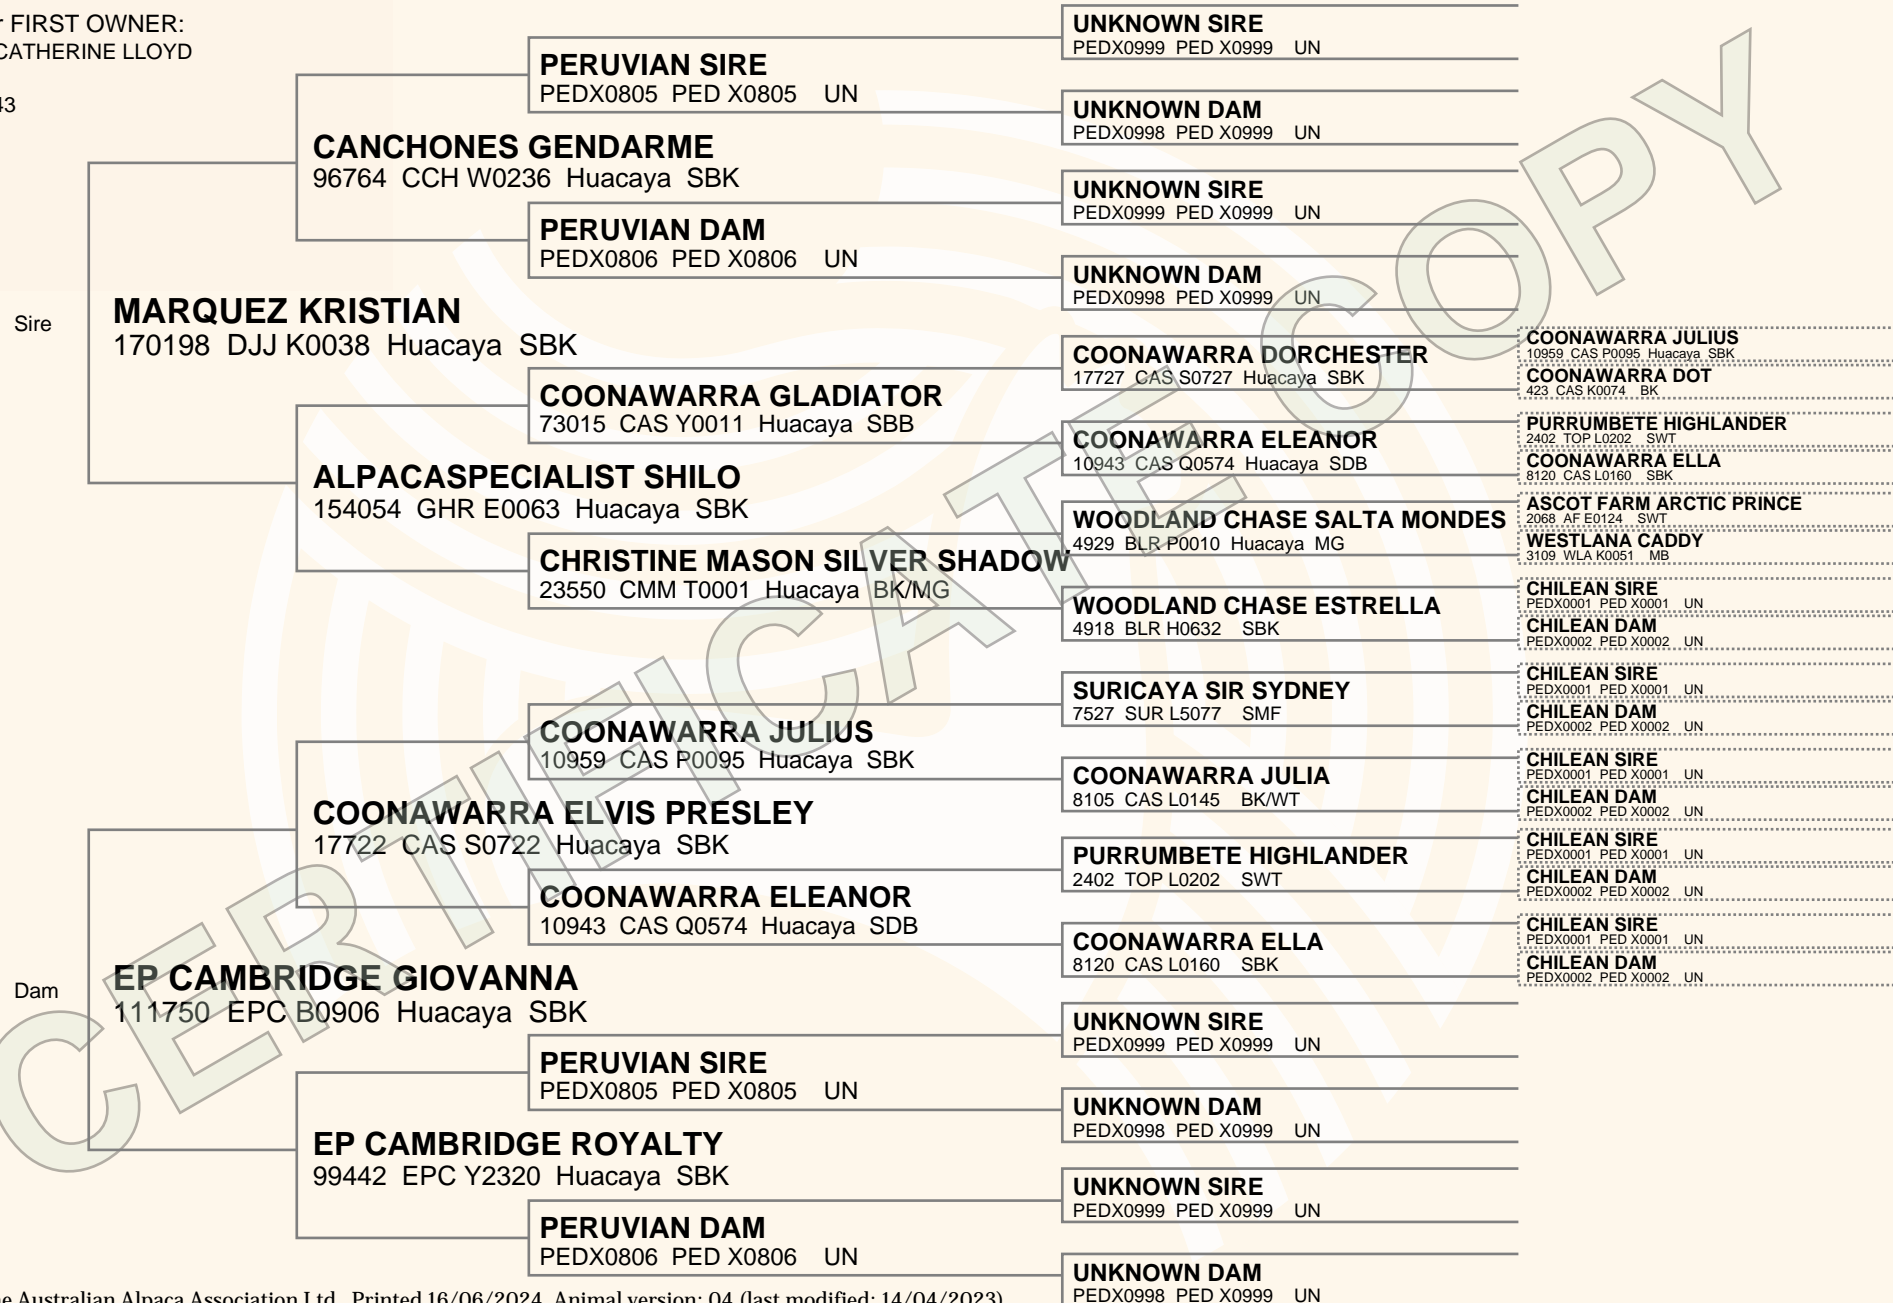 r FIRST OWNER:
CATHERINE LLOYD
43
Sire
MARQUEZ KRISTIAN
170198 DJJ K0038 Huacaya SBK
CANCHONES GENDARME
96764 CCH W0236 Huacaya SBK
PERUVIAN SIRE
PEDX0805 PED X0805 UN
UNKNOWN SIRE
PEDX0999 PED X0999 UN
UNKNOWN DAM
PEDX0998 PED X0999 UN
PERUVIAN DAM
PEDX0806 PED X0806 UN
UNKNOWN SIRE
PEDX0999 PED X0999 UN
UNKNOWN DAM
PEDX0998 PED X0999 UN
ALPACASPECIALIST SHILO
154054 GHR E0063 Huacaya SBK
COONAWARRA GLADIATOR
73015 CAS Y0011 Huacaya SBB
COONAWARRA DORCHESTER
17727 CAS S0727 Huacaya SBK
COONAWARRA JULIUS
10959 CAS P0095 Huacaya SBK
COONAWARRA DOT
423 CAS K0074 BK
COONAWARRA ELEANOR
10943 CAS Q0574 Huacaya SDB
PURRUMBETE HIGHLANDER
2402 TOP L0202 SWT
COONAWARRA ELLA
8120 CAS L0160 SBK
CHRISTINE MASON SILVER SHADOW
23550 CMM T0001 Huacaya BK/MG
WOODLAND CHASE SALTA MONDES
4929 BLR P0010 Huacaya MG
ASCOT FARM ARCTIC PRINCE
2068 AF E0124 SWT
WESTLANA CADDY
3109 WLA K0051 MB
WOODLAND CHASE ESTRELLA
4918 BLR H0632 SBK
CHILEAN SIRE
PEDX0001 PED X0001 UN
CHILEAN DAM
PEDX0002 PED X0002 UN
Dam
EP CAMBRIDGE GIOVANNA
111750 EPC B0906 Huacaya SBK
COONAWARRA ELVIS PRESLEY
17722 CAS S0722 Huacaya SBK
COONAWARRA JULIUS
10959 CAS P0095 Huacaya SBK
SURICAYA SIR SYDNEY
7527 SUR L5077 SMF
CHILEAN SIRE
PEDX0001 PED X0001 UN
CHILEAN DAM
PEDX0002 PED X0002 UN
COONAWARRA JULIA
8105 CAS L0145 BK/WT
CHILEAN SIRE
PEDX0001 PED X0001 UN
CHILEAN DAM
PEDX0002 PED X0002 UN
COONAWARRA ELEANOR
10943 CAS Q0574 Huacaya SDB
PURRUMBETE HIGHLANDER
2402 TOP L0202 SWT
CHILEAN SIRE
PEDX0001 PED X0001 UN
CHILEAN DAM
PEDX0002 PED X0002 UN
COONAWARRA ELLA
8120 CAS L0160 SBK
CHILEAN SIRE
PEDX0001 PED X0001 UN
CHILEAN DAM
PEDX0002 PED X0002 UN
EP CAMBRIDGE ROYALTY
99442 EPC Y2320 Huacaya SBK
PERUVIAN SIRE
PEDX0805 PED X0805 UN
UNKNOWN SIRE
PEDX0999 PED X0999 UN
UNKNOWN DAM
PEDX0998 PED X0999 UN
PERUVIAN DAM
PEDX0806 PED X0806 UN
UNKNOWN SIRE
PEDX0999 PED X0999 UN
UNKNOWN DAM
PEDX0998 PED X0999 UN
CERTIFICATE COPY
he Australian Alpaca Association Ltd. Printed 16/06/2024. Animal version: 04 (last modified: 14/04/2023)